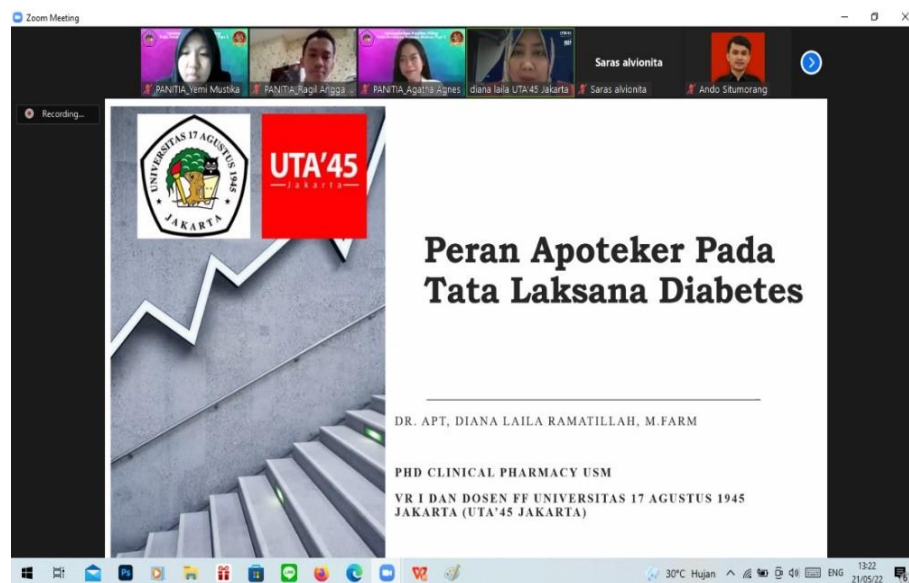 Zoom Meeting
PANITIA_Yemi Mustika
PANITIA_Ragil Angga ...
PANITIA_Agatha Agnes
diana laila UTA'45 Jakarta
Saras alvionita
Saras alvionita
Ando Situmorang
Recording...
UNIVERSITAS 17 AGUSTUS 1945
JAKARTA
UTA'45
Jakarta
Peran Apoteker Pada
Tata Laksana Diabetes
DR. APT, DIANA LAILA RAMATILLAH, M.FARM
PHD CLINICAL PHARMACY USM
VR I DAN DOSEN FF UNIVERSITAS 17 AGUSTUS 1945
JAKARTA (UTA'45 JAKARTA)
30°C Hujan
ENG
13:22
21/05/22